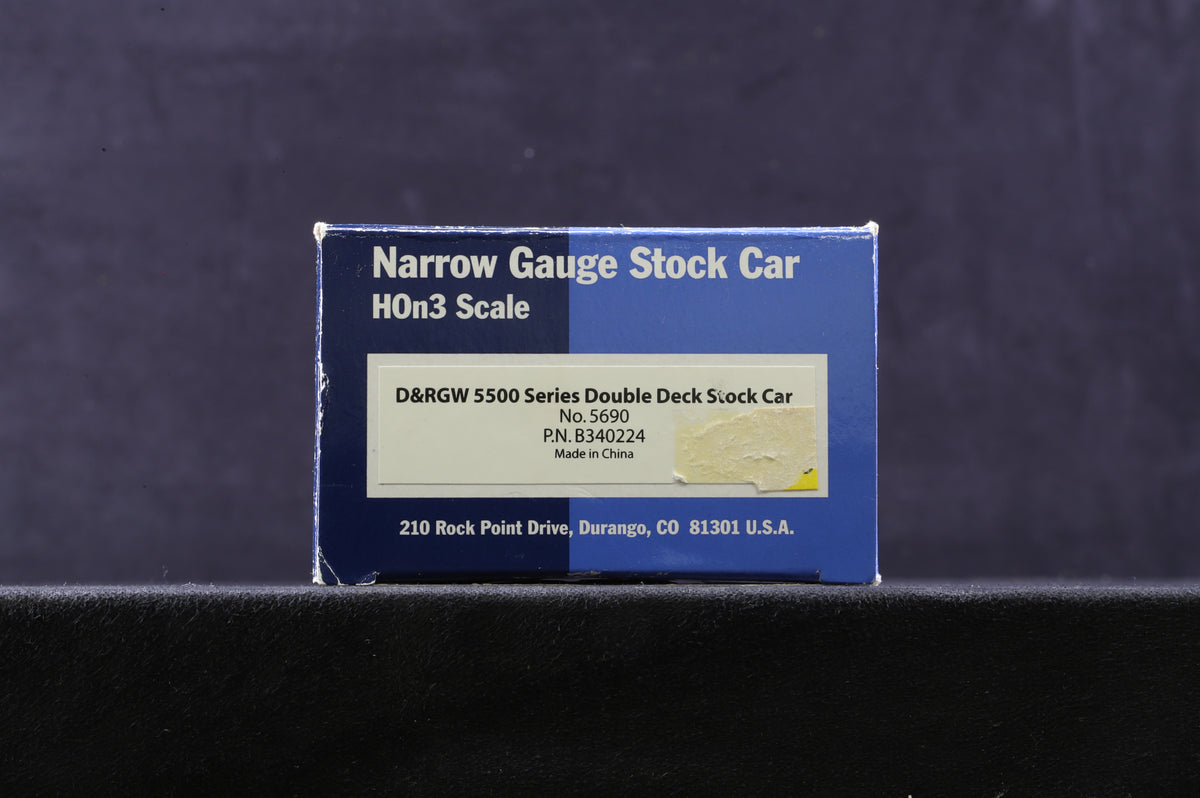 Narrow Gauge Stock Car
HOn3 Scale
D&RGW 5500 Series Double Deck Stock Car
No. 5690
P.N. B340224
Made in China
210 Rock Point Drive, Durango, CO 81301 U.S.A.